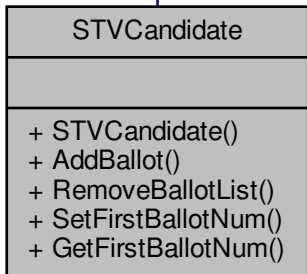 STVCandidate
+ STVCandidate()
+ AddBallot()
+ RemoveBallotList()
+ SetFirstBallotNum()
+ GetFirstBallotNum()